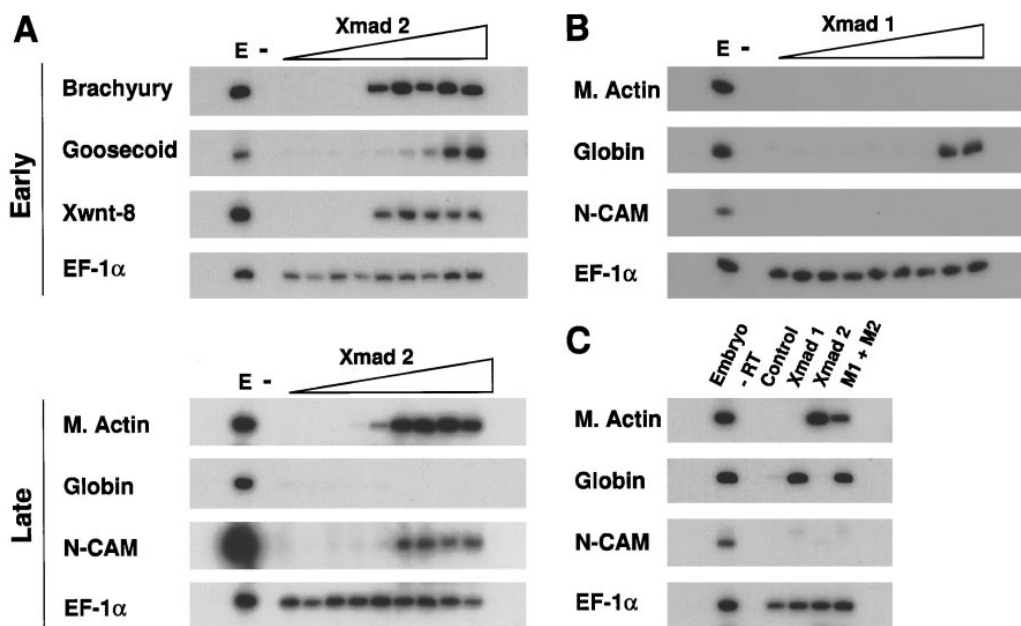 A
Xmad 2
E -
Early
Brachyury
Goosecoid
Xwnt-8
EF-1α
Xmad 2
E -
Late
M. Actin
Globin
N-CAM
EF-1α
B
Xmad 1
E -
M. Actin
Globin
N-CAM
EF-1α
C
Embryo
- RT
Control
Xmad 1
Xmad 2
M1 + M2
M. Actin
Globin
N-CAM
EF-1α